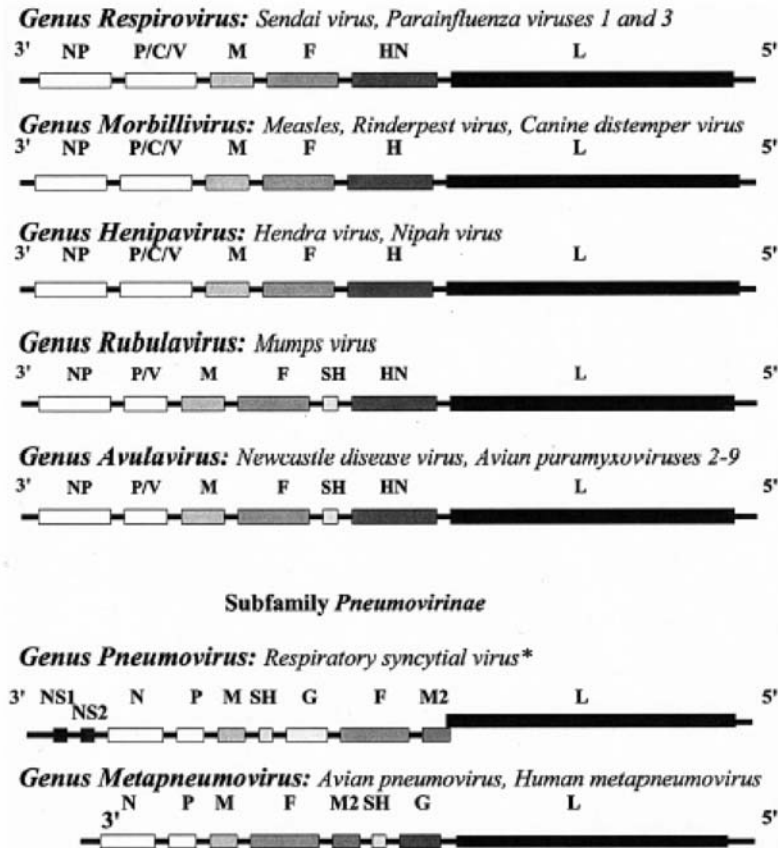 Genus Respirovirus: Sendai virus, Parainfluenza viruses 1 and 3
3' NP P/C/V M F HN L 5'
Genus Morbillivirus: Measles, Rinderpest virus, Canine distemper virus
3' NP P/C/V M F H L 5'
Genus Henipavirus: Hendra virus, Nipah virus
3' NP P/C/V M F H L 5'
Genus Rubulavirus: Mumps virus
3' NP P/V M F SH HN L 5'
Genus Avulavirus: Newcastle disease virus, Avian paramyxoviruses 2-9
3' NP P/V M F SH HN L 5'
Subfamily Pneumovirinae
Genus Pneumovirus: Respiratory syncytial virus*
3' NS1 NS2 N P M SH G F M2 L 5'
Genus Metapneumovirus: Avian pneumovirus, Human metapneumovirus
3' N P M F M2 SH G L 5'